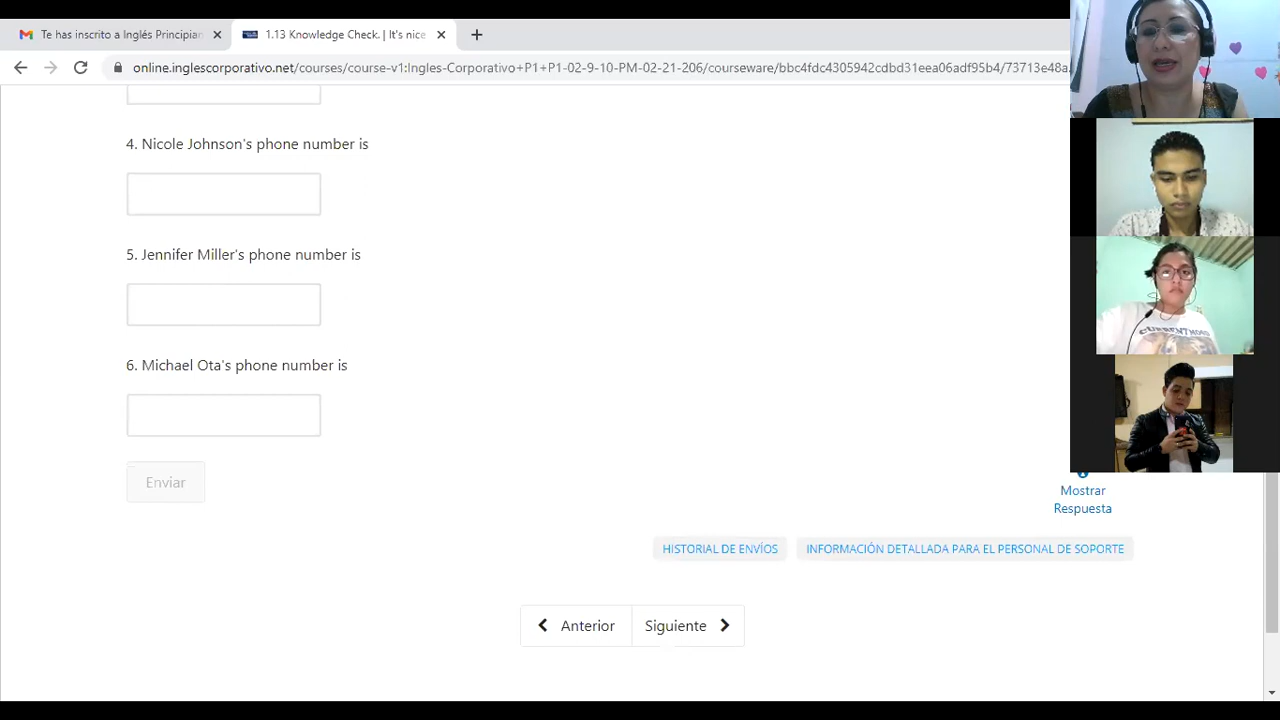 Te has inscrito a Inglés Principian
1.13 Knowledge Check. | It's nice
online.inglescorporativo.net/courses/course-v1:Ingles-Corporativo+P1+P1-02-9-10-PM-02-21-206/courseware/bbc4fdc4305942cdbd31eea06adf95b4/73713e48a
4. Nicole Johnson's phone number is
5. Jennifer Miller's phone number is
6. Michael Ota's phone number is
Enviar
Mostrar
Respuesta
HISTORIAL DE ENVÍOS
INFORMACIÓN DETALLADA PARA EL PERSONAL DE SOPORTE
Anterior
Siguiente